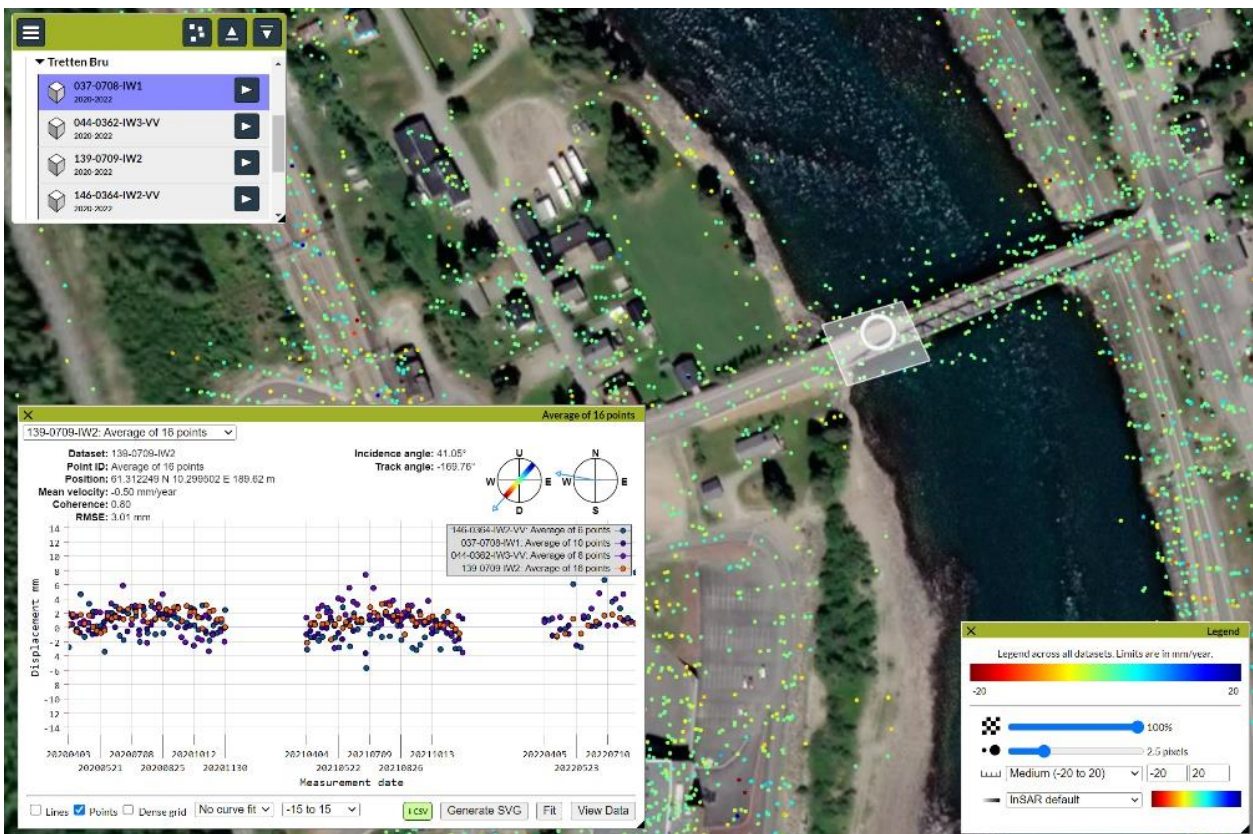 Tretten Bru
037-0708-IW1
2020-2022
044-0362-IW3-VV
2020-2022
139-0709-IW2
2020-2022
146-0364-IW2-VV
2020-2022
Average of 16 points
139-0709-IW2: Average of 16 points
Dataset: 139-0709-IW2
Point ID: Average of 16 points
Position: 61.312249 N 10.299502 E 189.62 m
Mean velocity: -0.50 mm/year
Coherence: 0.80
RMSE: 3.01 mm
Incidence angle: 41.05°
Track angle: -169.76°
U
W E
D
N
W E
S
146-0364-IW2-VV: Average of 6 points
037-0708-IW1: Average of 10 points
044-0362-IW3-VV: Average of 8 points
139-0709-IW2: Average of 16 points
Displacement mm
14
12
10
8
6
4
2
0
-2
4
-6
8
-10
12
-14
20200403 20200708 20201012 20210404 20210709 20211013 20220405 20220710
20200521 20200825 20201130 20210522 20210826 20220523
Measurement date
Lines Points Dense grid No curve fit -15 to 15 CSV Generate SVG Fit View Data
Legend
Legend across all datasets. Limits are in mm/year.
-20 20
100%
2.5 pixels
Medium (-20 to 20) -20 20
InSAR default